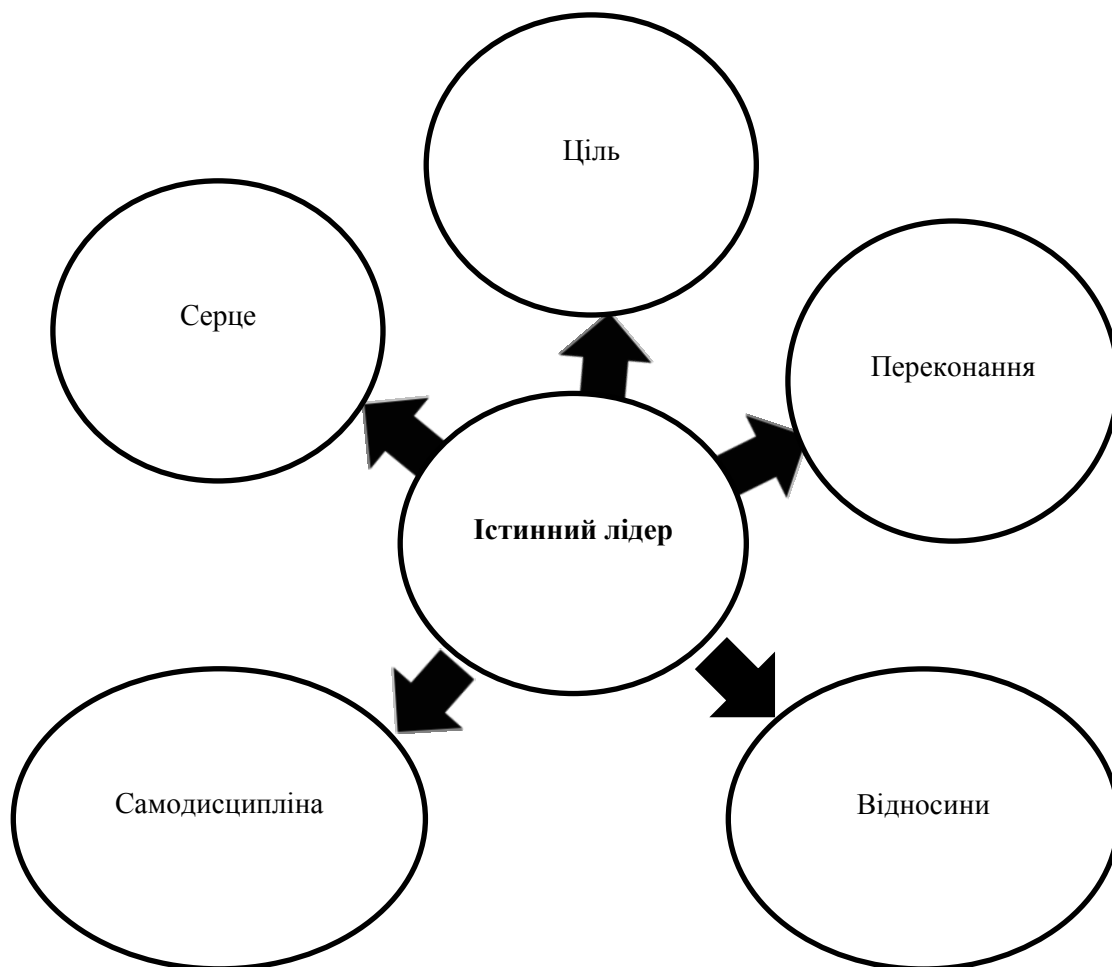 Ціль
Серце
Переконання
Істинний лідер
Самодисципліна
Відносини